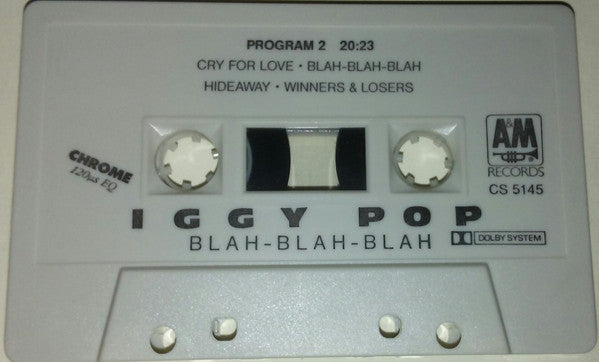 PROGRAM 2 20:23
CRY FOR LOVE • BLAH-BLAH-BLAH
HIDEAWAY • WINNERS & LOSERS
CHROME
120µs EQ
A&M
RECORDS
CS 5145
IGGY POP
BLAH-BLAH-BLAH
DOLBY SYSTEM